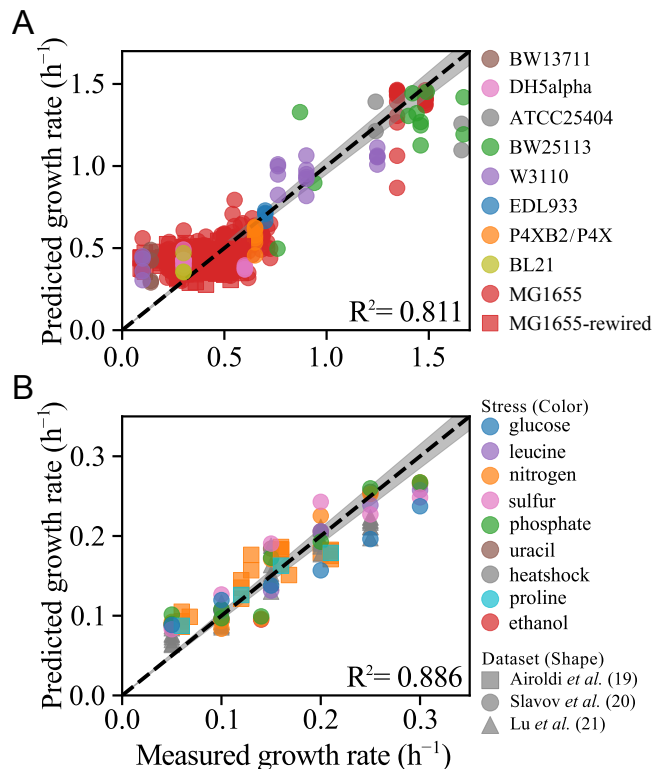 A
Predicted growth rate (h⁻¹)
1.5
1.0
0.5
0.0
0.0 0.5 1.0 1.5
R²= 0.811
BW13711
DH5alpha
ATCC25404
BW25113
W3110
EDL933
P4XB2/P4X
BL21
MG1655
MG1655-rewired
B
Predicted growth rate (h⁻¹)
0.3
0.2
0.1
0.0
0.0 0.1 0.2 0.3
R²= 0.886
Measured growth rate (h⁻¹)
Stress (Color)
glucose
leucine
nitrogen
sulfur
phosphate
uracil
heatshock
proline
ethanol
Dataset (Shape)
Airoldi et al. (19)
Slavov et al. (20)
Lu et al. (21)